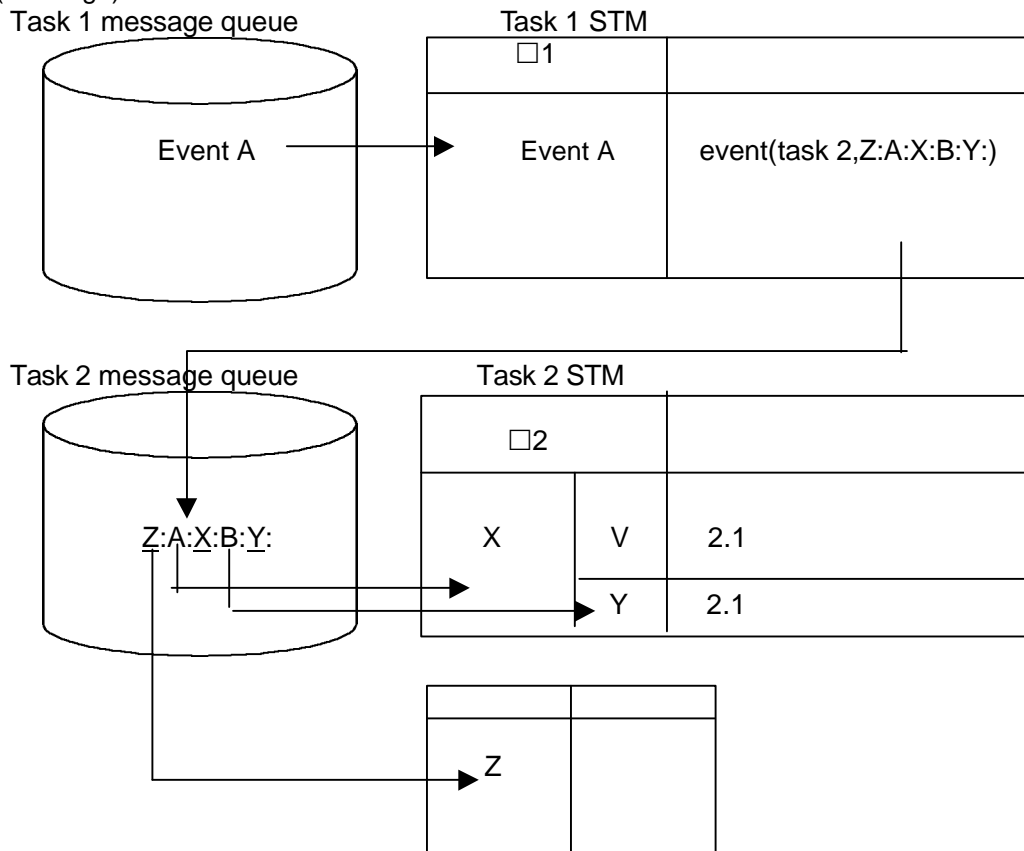 Task 1 message queue
Task 1 STM
□1
Event A
Event A
event(task 2,Z:A:X:B:Y:)
Task 2 message queue
Task 2 STM
□2
Z:A:X:B:Y:
X
V
2.1
Y
2.1
Z